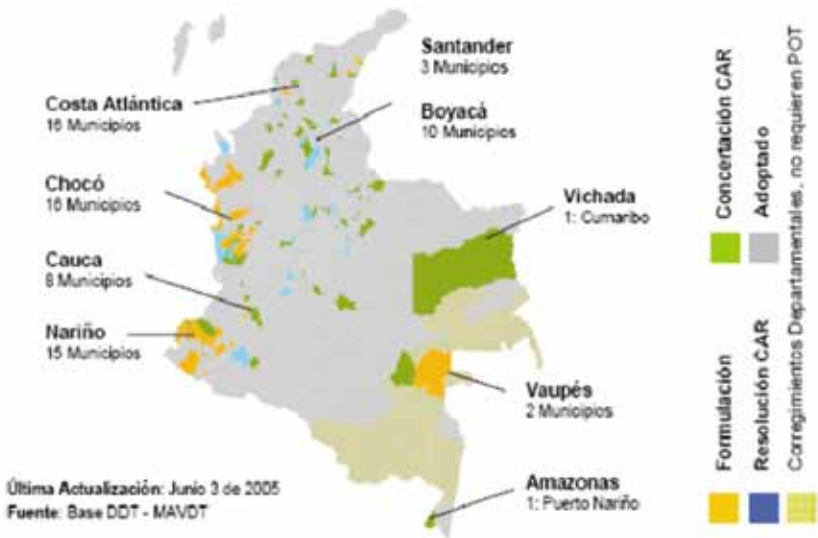 Santander
3 Municipios
Costa Atlántica
16 Municipios
Boyacá
10 Municipios
Chocó
16 Municipios
Vichada
1: Cumaribo
Cauca
8 Municipios
Nariño
15 Municipios
Vaupés
2 Municipios
Amazonas
1: Puerto Nariño
Última Actualización: Junio 3 de 2005
Fuente: Base DDT - MAVDT
Formulación
Concertación CAR
Resolución CAR
Adoptado
Corregimientos Departamentales, no requieren POT